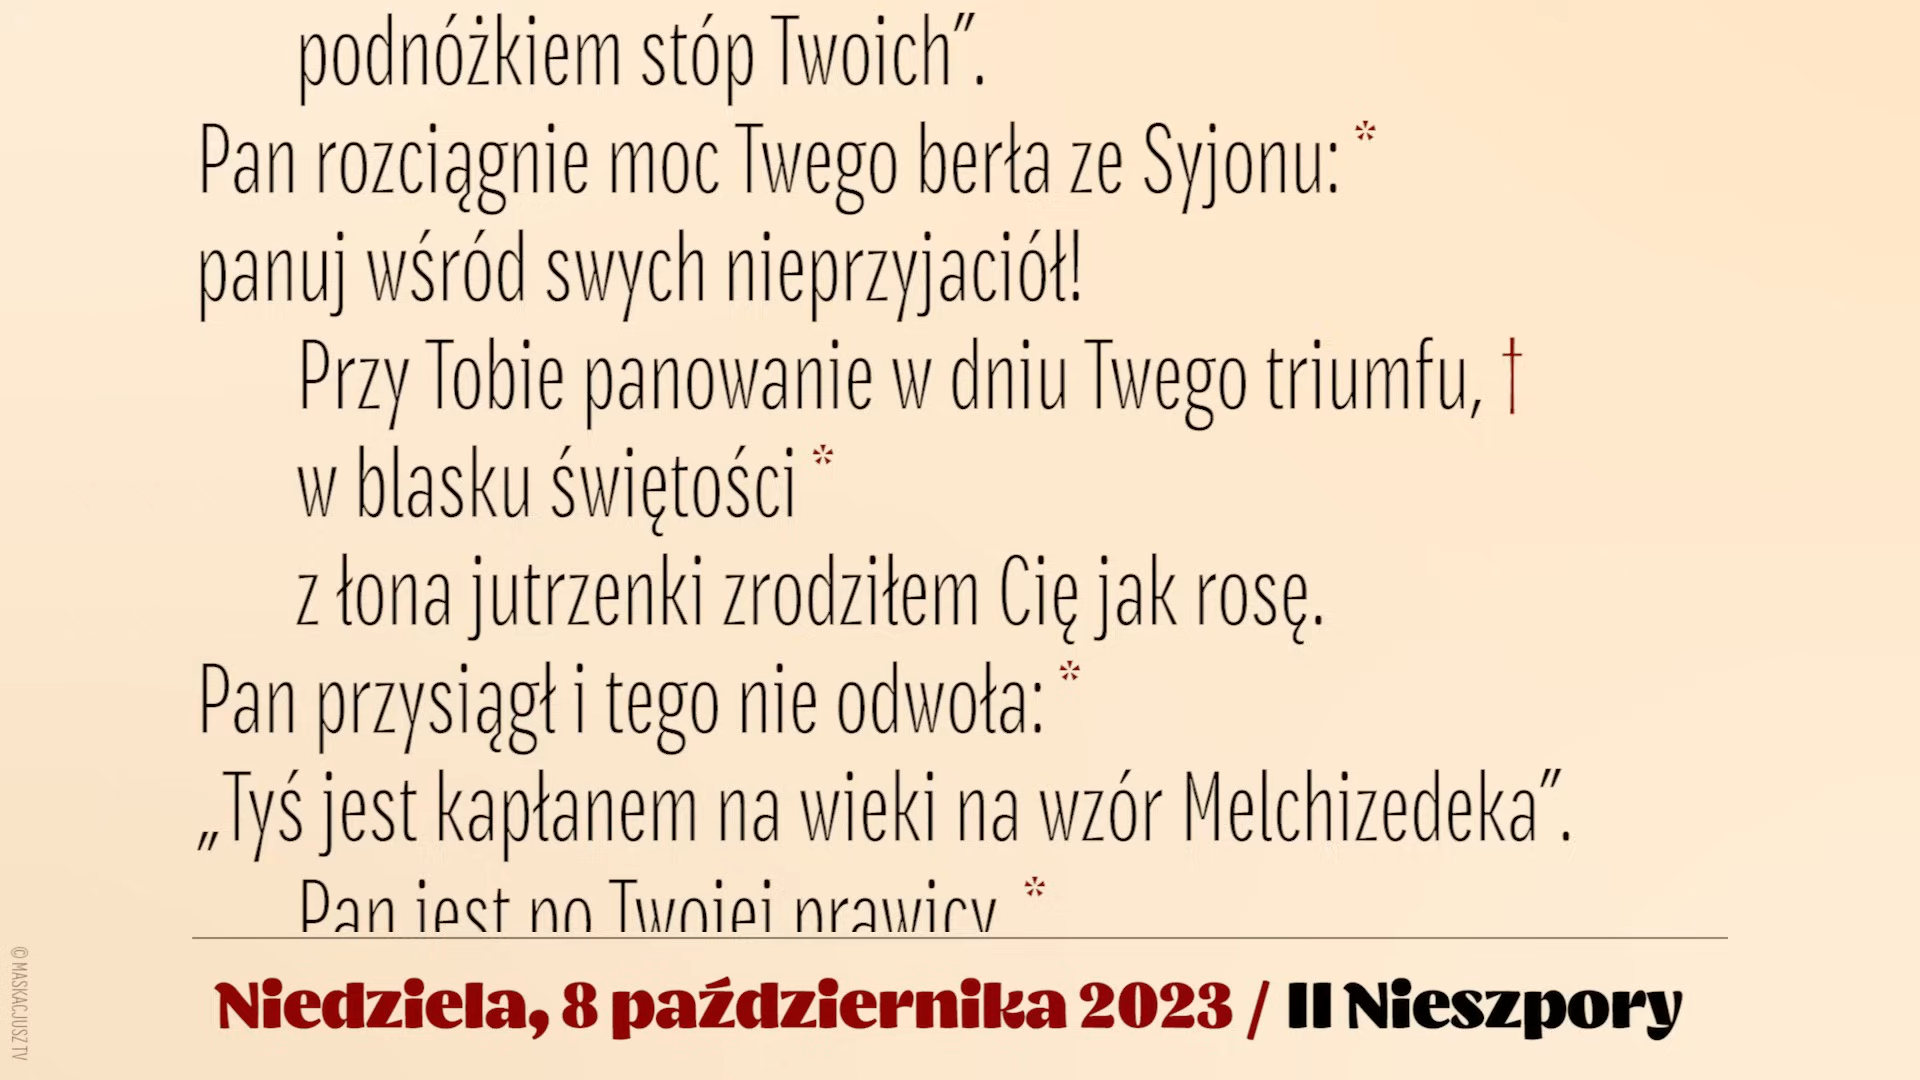 podnóżkiem stóp Twoich”.
Pan rozciągnie moc Twego berła ze Syjonu: *
panuj wśród swych nieprzyjaciół!
Przy Tobie panowanie w dniu Twego triumfu, †
w blasku świętości *
z łona jutrzenki zrodziłem Cię jak rosę.
Pan przysiągł i tego nie odwoła: *
„Tyś jest kapłanem na wieki na wzór Melchizedeka”.
Pan jest po Twojej prawicy *
Niedziela, 8 października 2023 / II Nieszpory
© MASKACJUSZ TV